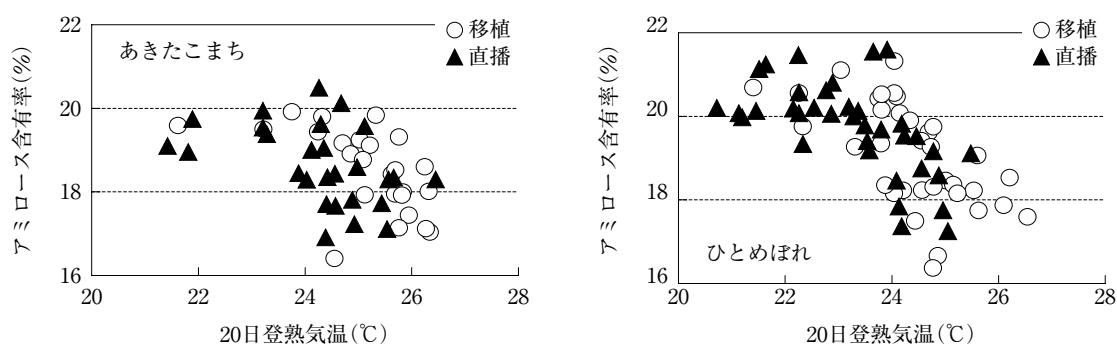 22
20
18
16
アミロース含有率(%)
あきたこまち
○移植
▲直播
20
22
24
26
28
20日登熟気温(℃)
22
20
18
16
アミロース含有率(%)
○移植
▲直播
ひとめぼれ
20
22
24
26
28
20日登熟気温(℃)